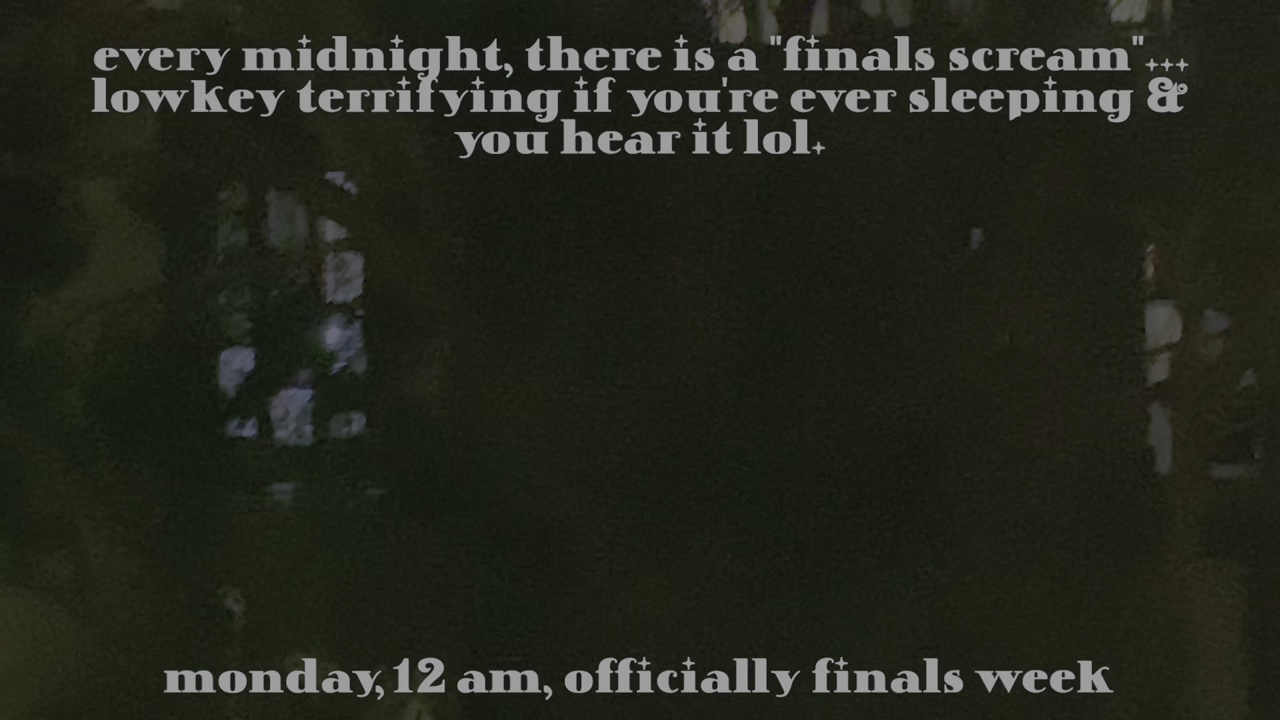 every midnight, there is a "finals scream"...
lowkey terrifying if you're ever sleeping &
you hear it lol.
monday, 12 am, officially finals week